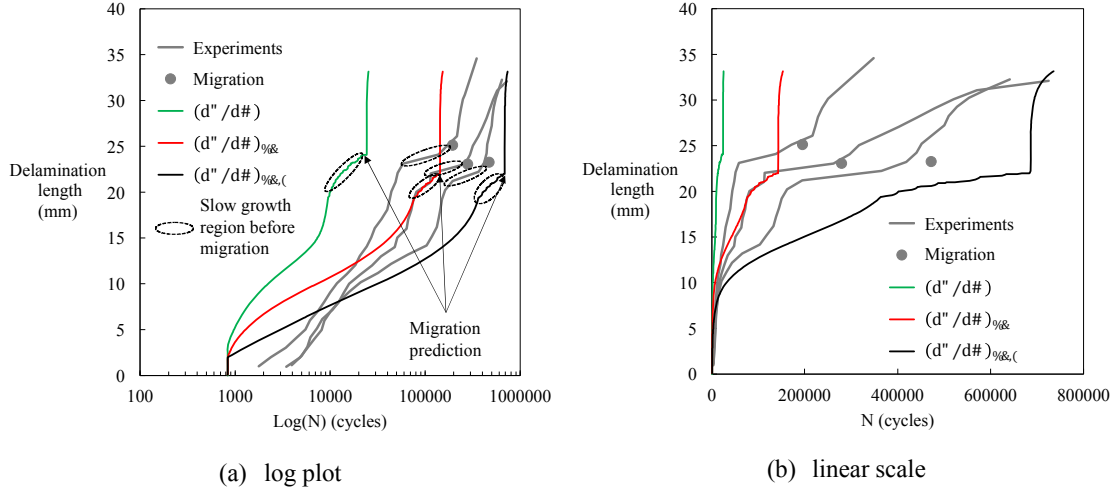 40
35
30
25
20
15
10
5
0
Delamination
length
(mm)
Experiments
Migration
(d"/d#)
(d"/d#)%&
(d"/d#)%&,(
Slow growth
region before
migration
Migration
prediction
100 1000 10000 100000 1000000
Log(N) (cycles)
(a) log plot
40
35
30
25
20
15
10
5
0
Delamination
length
(mm)
Experiments
Migration
(d"/d#)
(d"/d#)%&
(d"/d#)%&,(
0 200000 400000 600000 800000
N (cycles)
(b) linear scale